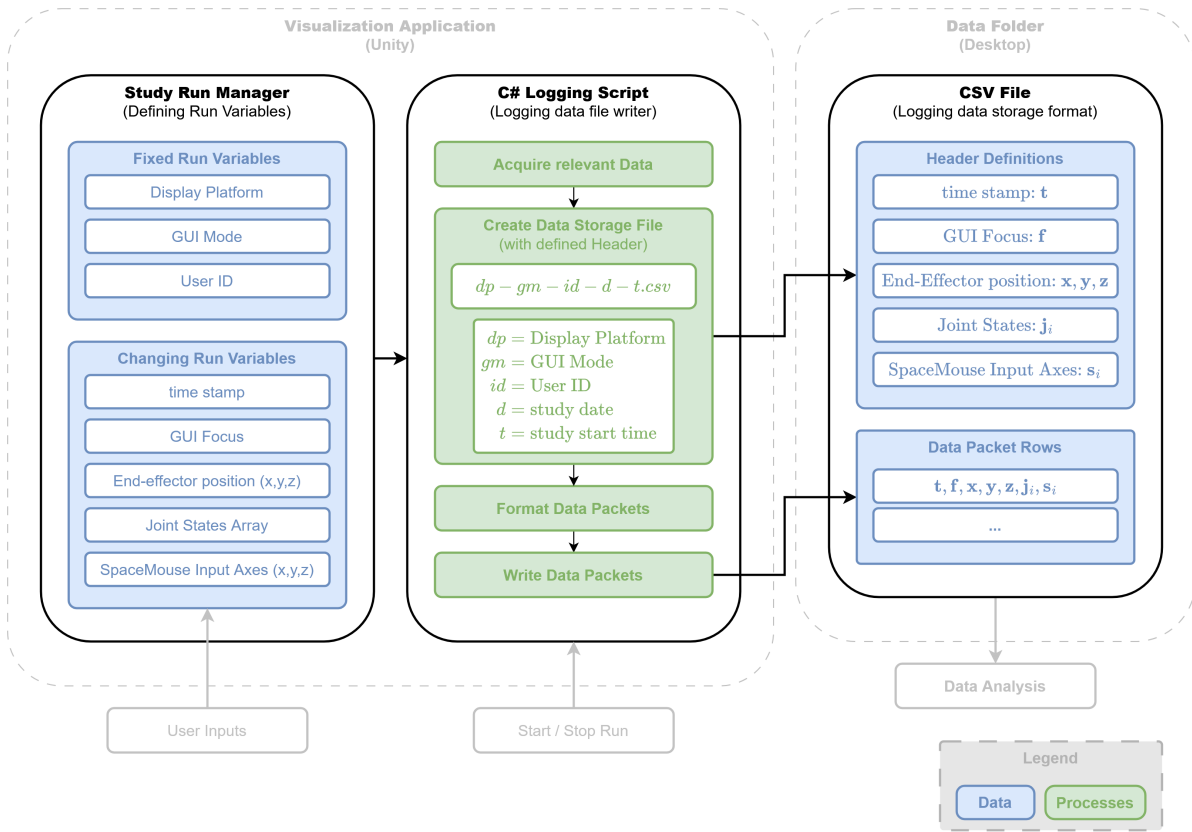 Visualization Application
(Unity)
Study Run Manager
(Defining Run Variables)
Fixed Run Variables
Display Platform
GUI Mode
User ID
Changing Run Variables
time stamp
GUI Focus
End-effector position (x,y,z)
Joint States Array
SpaceMouse Input Axes (x,y,z)
User Inputs
C# Logging Script
(Logging data file writer)
Acquire relevant Data
Create Data Storage File
(with defined Header)
dp − gm − id − d − t.csv
dp = Display Platform
gm = GUI Mode
id = User ID
d = study date
t = study start time
Format Data Packets
Write Data Packets
Start / Stop Run
Data Folder
(Desktop)
CSV File
(Logging data storage format)
Header Definitions
time stamp: t
GUI Focus: f
End-Effector position: x, y, z
Joint States: jᵢ
SpaceMouse Input Axes: sᵢ
Data Packet Rows
t, f, x, y, z, jᵢ, sᵢ
...
Data Analysis
Legend
Data
Processes